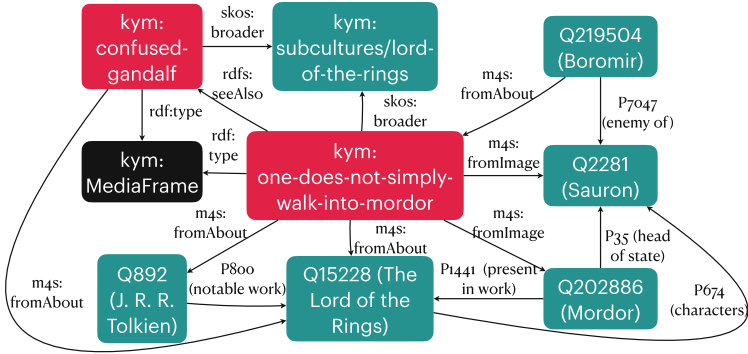 kym:
confused-
gandalf
skos:
broader
kym:
subcultures/lord-
of-the-rings
Q219504
(Boromir)
rdfs:
seeAlso
m4s:
fromAbout
rdf:type
skos:
broader
P7047
(enemy of)
kym:
MediaFrame
rdf:
type
kym:
one-does-not-simply-
walk-into-mordor
m4s:
fromImage
Q2281
(Sauron)
m4s:
fromAbout
m4s:
fromAbout
m4s:
fromImage
P35 (head
of state)
m4s:
fromAbout
Q892
(J. R. R.
Tolkien)
P800
(notable work)
Q15228 (The
Lord of the
Rings)
P1441 (present
in work)
Q202886
(Mordor)
P674
(characters)